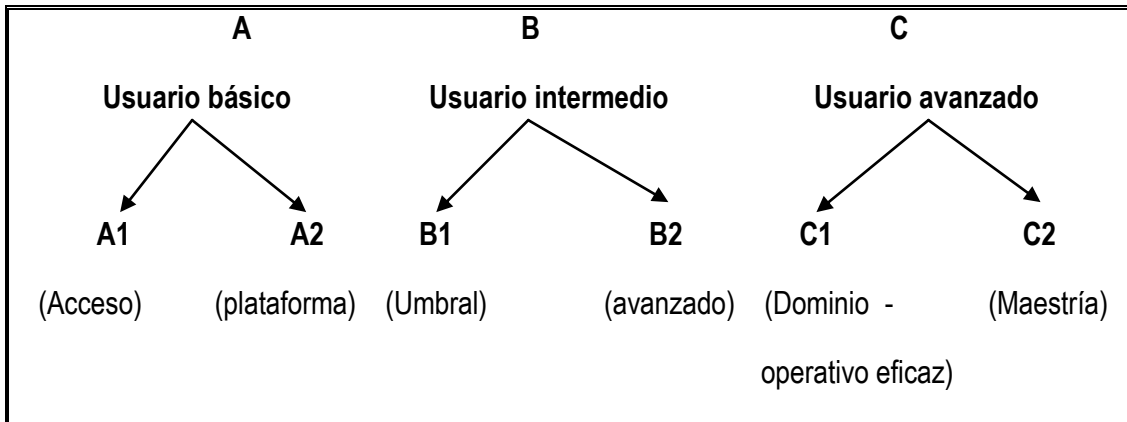 A B C
Usuario básico Usuario intermedio Usuario avanzado
A1 A2 B1 B2 C1 C2
(Acceso) (plataforma) (Umbral) (avanzado) (Dominio - (Maestría)
operativo eficaz)